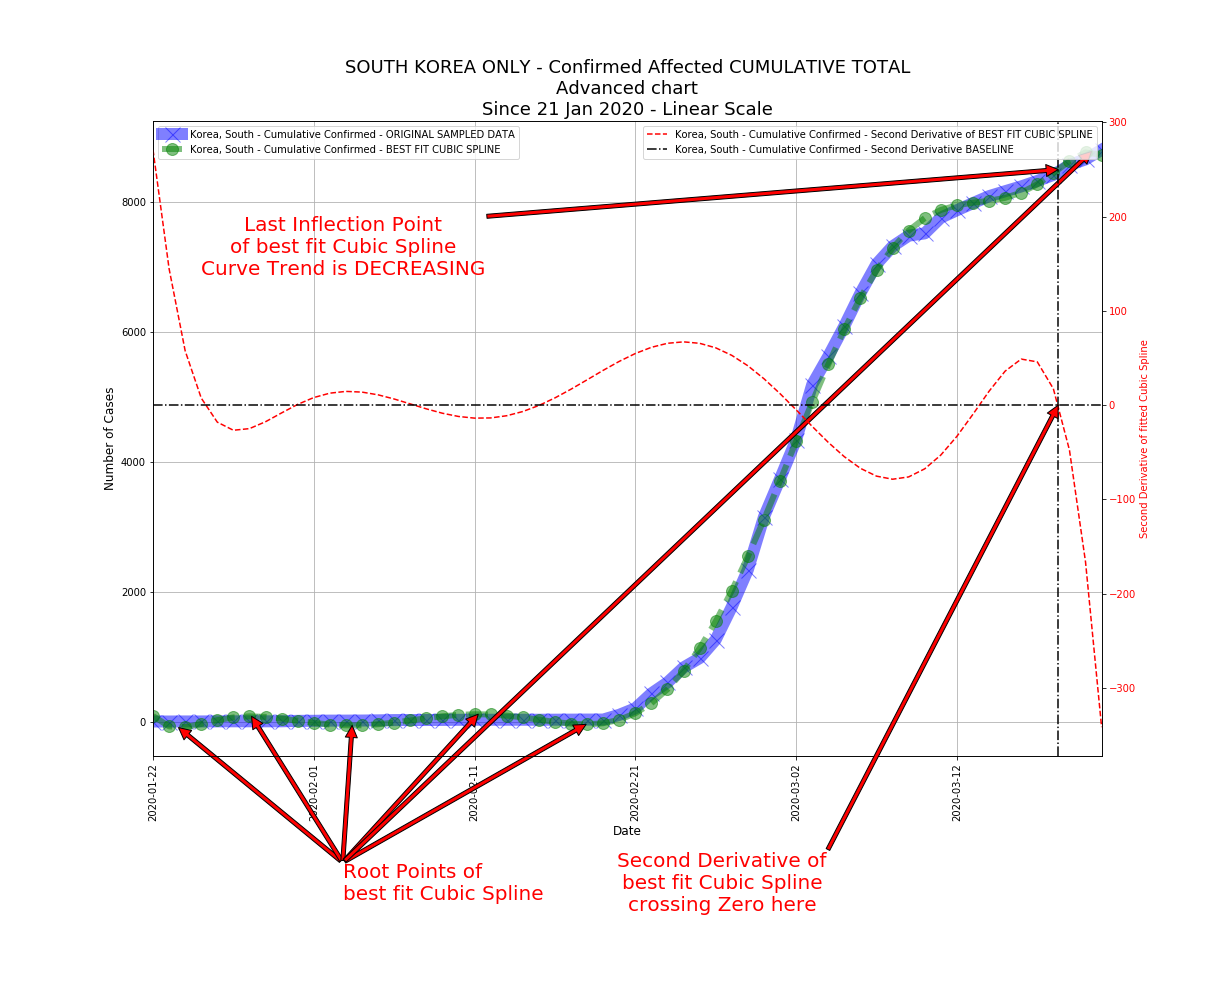 SOUTH KOREA ONLY - Confirmed Affected CUMULATIVE TOTAL
Advanced chart
Since 21 Jan 2020 - Linear Scale
Korea, South - Cumulative Confirmed - ORIGINAL SAMPLED DATA
Korea, South - Cumulative Confirmed - BEST FIT CUBIC SPLINE
Korea, South - Cumulative Confirmed - Second Derivative of BEST FIT CUBIC SPLINE
Korea, South - Cumulative Confirmed - Second Derivative BASELINE
Last Inflection Point
of best fit Cubic Spline
Curve Trend is DECREASING
Number of Cases
8000
6000
4000
2000
0
300
200
100
0
−100
−200
−300
Second Derivative of fitted Cubic Spline
2020-01-22
2020-02-01
2020-02-11
2020-02-21
2020-03-02
2020-03-12
Date
Root Points of
best fit Cubic Spline
Second Derivative of
best fit Cubic Spline
crossing Zero here